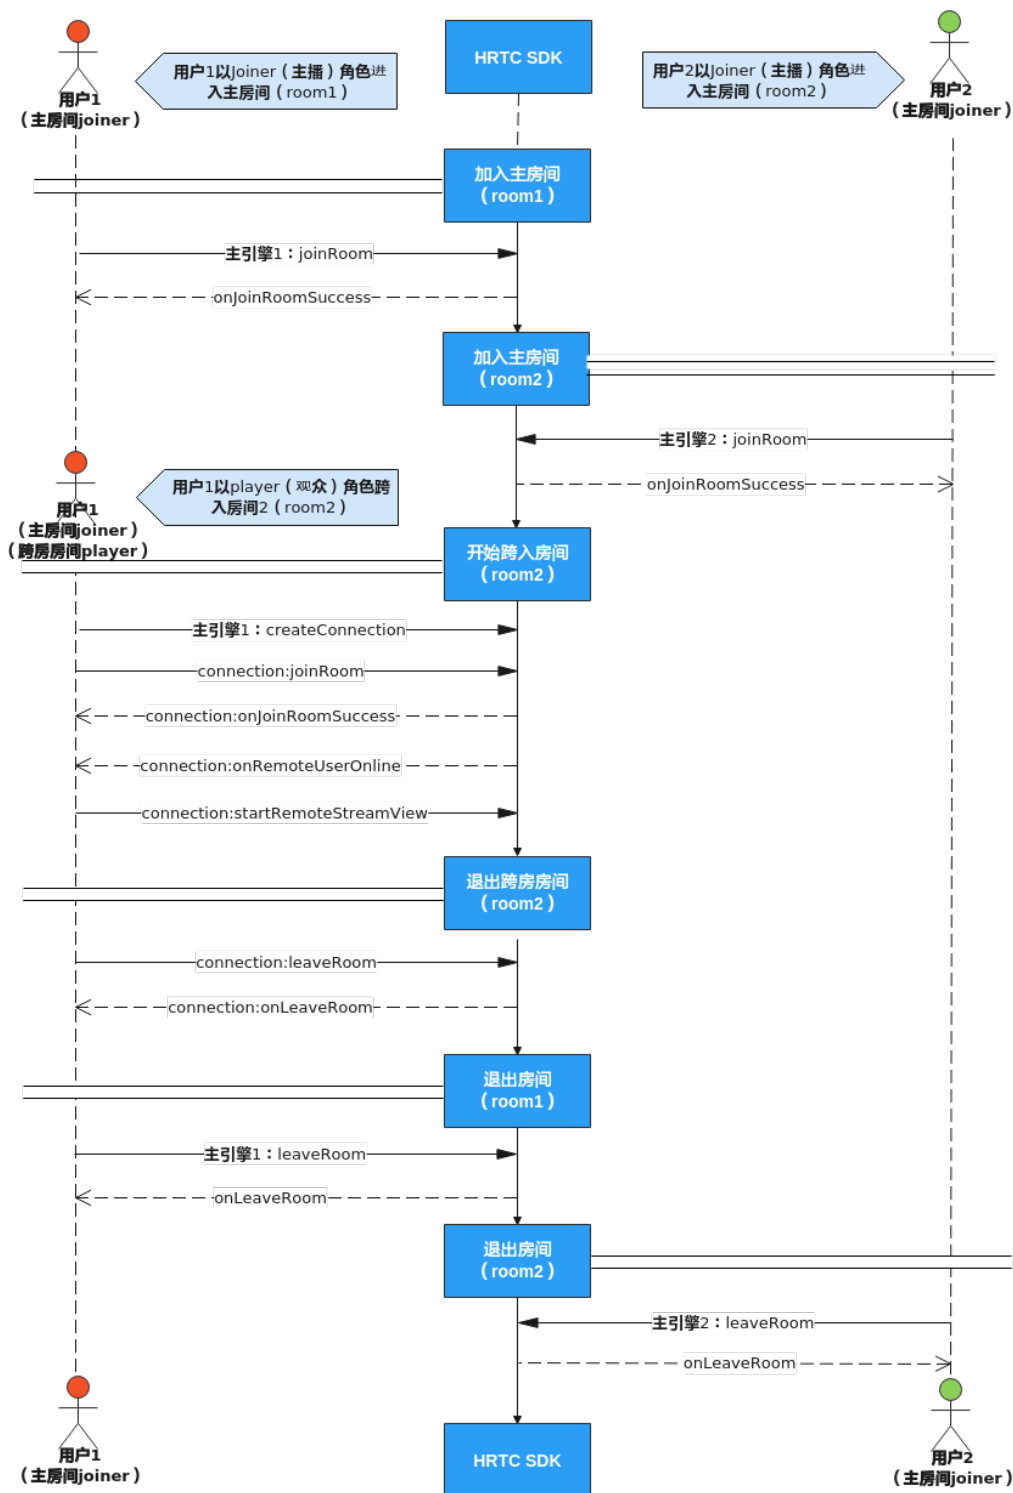 用户1
（主房间joiner）
用户1以Joiner（主播）角色进
入主房间（room1）
HRTC SDK
用户2以Joiner（主播）角色进
入主房间（room2）
用户2
（主房间joiner）
加入主房间
（room1）
主引擎1：joinRoom
onJoinRoomSuccess
加入主房间
（room2）
主引擎2：joinRoom
onJoinRoomSuccess
用户1
（主房间joiner）
（跨房房间player）
用户1以player（观众）角色跨
入房间2（room2）
开始跨入房间
（room2）
主引擎1：createConnection
connection:joinRoom
connection:onJoinRoomSuccess
connection:onRemoteUserOnline
connection:startRemoteStreamView
退出跨房房间
（room2）
connection:leaveRoom
connection:onLeaveRoom
退出房间
（room1）
主引擎1：leaveRoom
onLeaveRoom
退出房间
（room2）
主引擎2：leaveRoom
onLeaveRoom
用户1
（主房间joiner）
HRTC SDK
用户2
（主房间joiner）